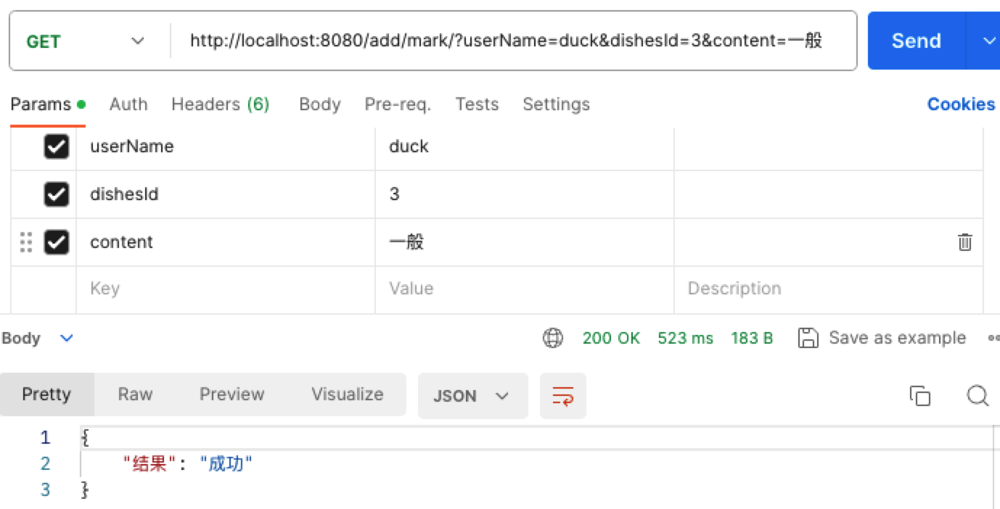 GET http://localhost:8080/add/mark/?userName=duck&dishesId=3&content=一般 Send
Params Auth Headers (6) Body Pre-req. Tests Settings Cookies
userName duck
dishesId 3
content 一般
Key Value Description
Body 200 OK 523 ms 183 B Save as example
Pretty Raw Preview Visualize JSON
1 {
2 "结果": "成功"
3 }